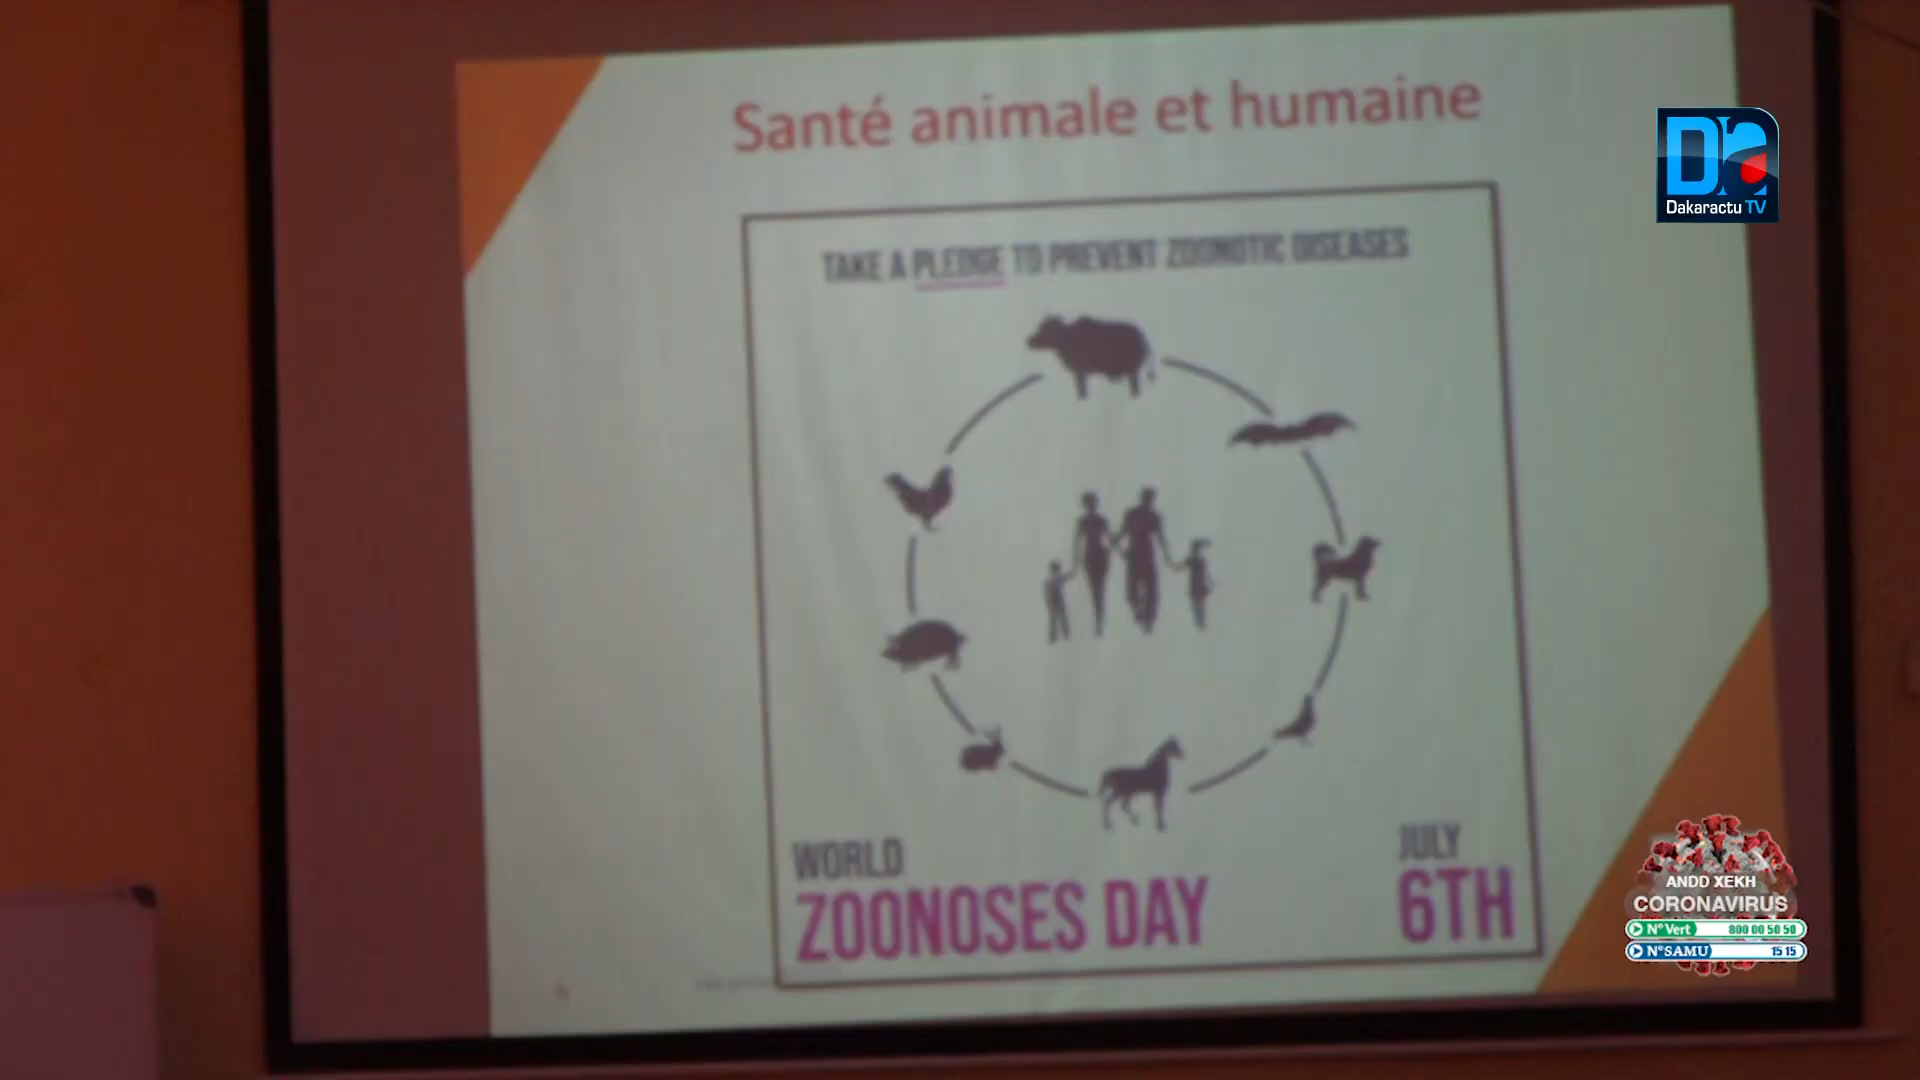 Santé animale et humaine
TAKE A PLEDGE TO PREVENT ZOONOTIC DISEASES
WORLD
ZOONOSES DAY
JULY
6TH
Dakaractu TV
ANDD XEKH
CORONAVIRUS
N° Vert 800 00 50 50
N°SAMU 15 15